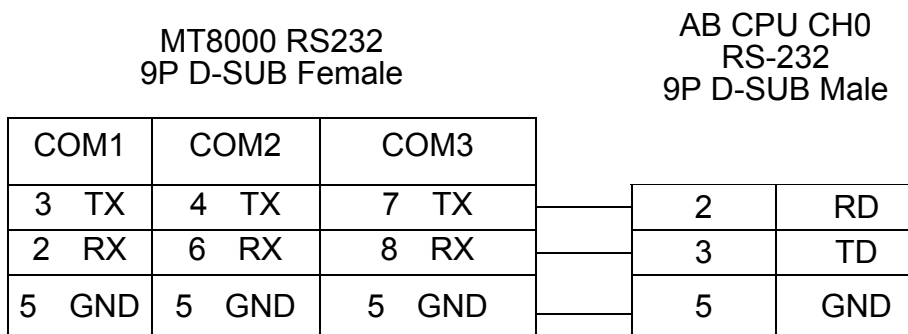 MT8000 RS232
9P D-SUB Female
AB CPU CH0
RS-232
9P D-SUB Male
COM1 COM2 COM3
3 TX 4 TX 7 TX 2 RD
2 RX 6 RX 8 RX 3 TD
5 GND 5 GND 5 GND 5 GND